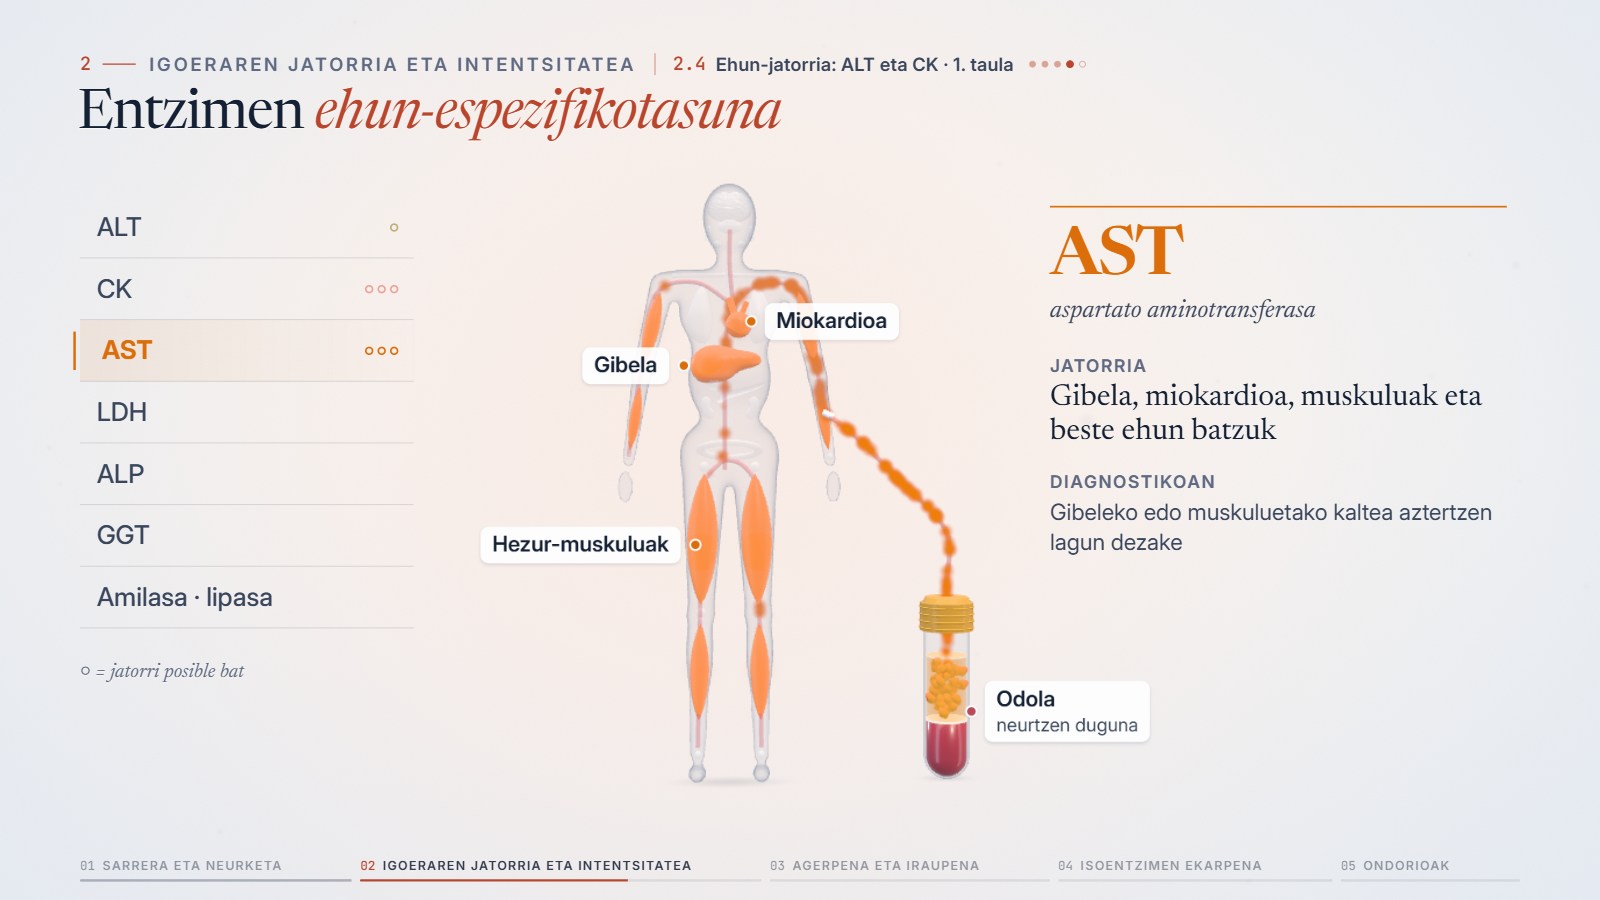 2 — IGOERAREN JATORRIA ETA INTENTSITATEA | 2.4 Ehun-jatorria: ALT eta CK · 1. taula
Entzimen ehun-espezifikotasuna
ALT
CK
AST
LDH
ALP
GGT
Amilasa · lipasa
○ = jatorri posible bat
Miokardioa
Gibela
Hezur-muskuluak
Odola
neurtzen duguna
AST
aspartato aminotransferasa
JATORRIA
Gibela, miokardioa, muskuluak eta
beste ehun batzuk
DIAGNOSTIKOAN
Gibeleko edo muskuluetako kaltea aztertzen
lagun dezake
01 SARRERA ETA NEURKETA
02 IGOERAREN JATORRIA ETA INTENTSITATEA
03 AGERPENA ETA IRAUPENA
04 ISOENTZIMEN EKARPENA
05 ONDORIOAK